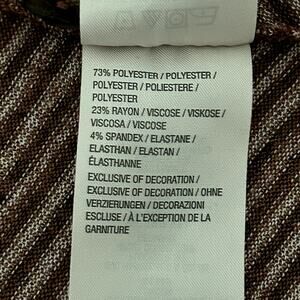 73% POLYESTER / POLYESTER /
POLYESTER / POLIESTERE /
POLYESTER
23% RAYON / VISCOSE / VISKOSE /
VISCOSA / VISCOSE
4% SPANDEX / ELASTANE /
ELASTHAN / ELASTAN /
ÉLASTHANNE
EXCLUSIVE OF DECORATION /
EXCLUSIVE OF DECORATION / OHNE
VERZIERUNGEN / DECORAZIONI
ESCLUSE / À L'EXCEPTION DE LA
GARNITURE